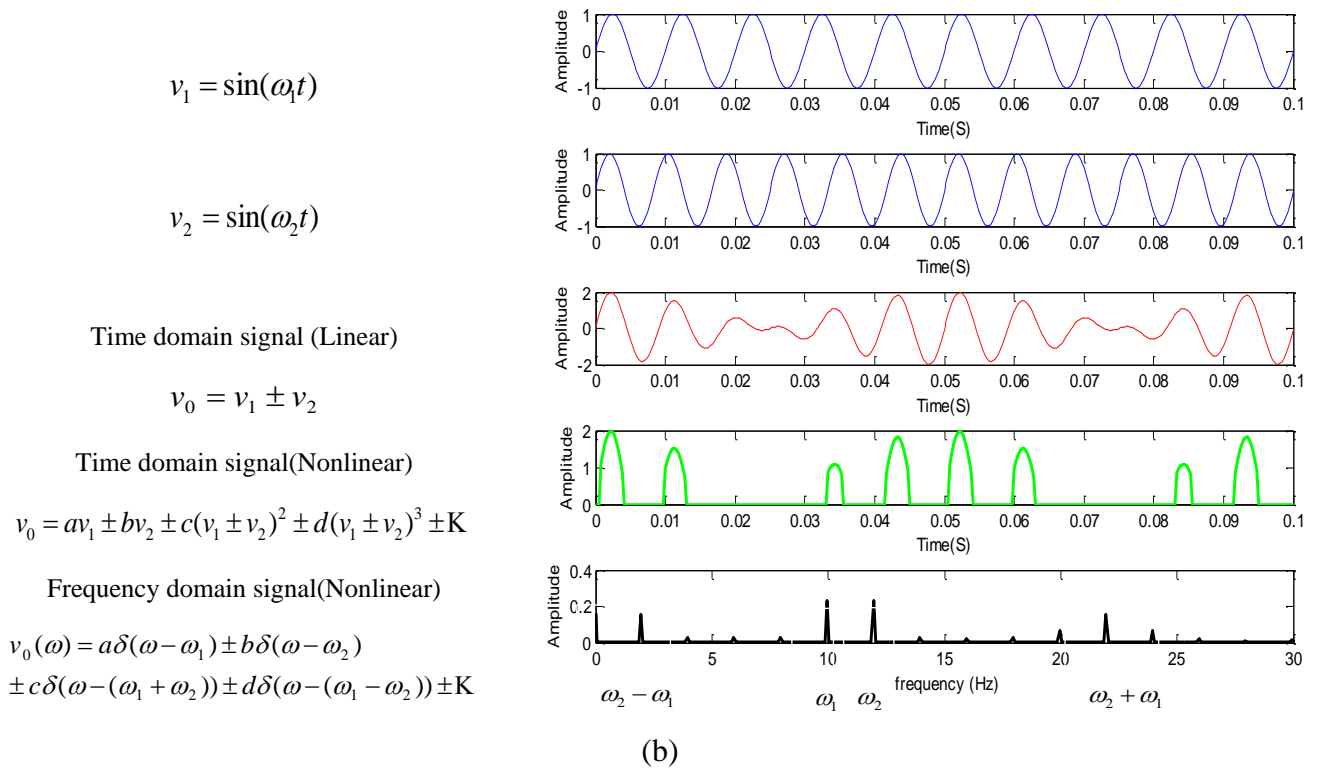 v₁ = sin(ω₁t)
v₂ = sin(ω₂t)
Time domain signal (Linear)
v₀ = v₁ ± v₂
Time domain signal(Nonlinear)
v₀ = av₁ ± bv₂ ± c(v₁ ± v₂)² ± d(v₁ ± v₂)³ ± K
Frequency domain signal(Nonlinear)
v₀(ω) = aδ(ω − ω₁) ± bδ(ω − ω₂)
± cδ(ω − (ω₁ + ω₂)) ± dδ(ω − (ω₁ − ω₂)) ± K
Amplitude
1
0
-1
0 0.01 0.02 0.03 0.04 0.05 0.06 0.07 0.08 0.09 0.1
Time(S)
Amplitude
1
0
-1
0 0.01 0.02 0.03 0.04 0.05 0.06 0.07 0.08 0.09 0.1
Time(S)
Amplitude
2
0
-2
0 0.01 0.02 0.03 0.04 0.05 0.06 0.07 0.08 0.09 0.1
Time(S)
Amplitude
2
1
0
0 0.01 0.02 0.03 0.04 0.05 0.06 0.07 0.08 0.09 0.1
Time(S)
Amplitude
0.4
0.2
0
0 5 10 15 20 25 30
frequency (Hz)
ω₂ − ω₁ ω₁ ω₂ ω₂ + ω₁
(b)